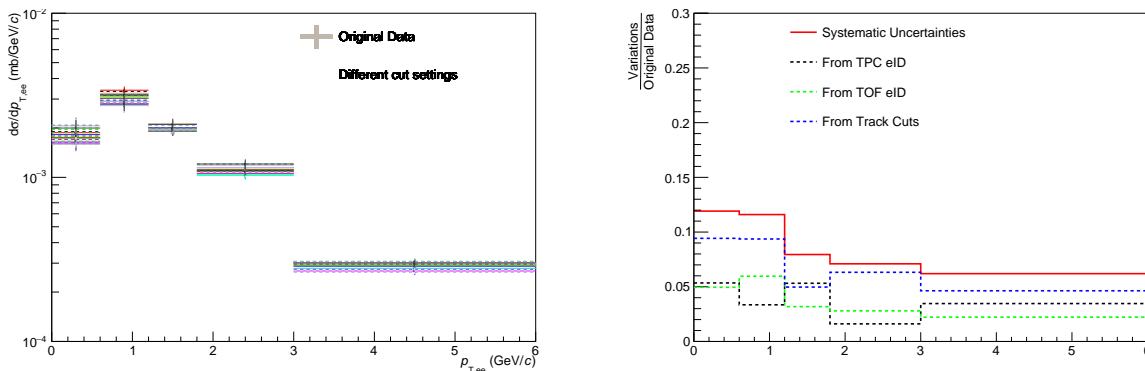 10⁻²
dσ/dp_T,ee (mb/GeV/c)
Original Data
Different cut settings
10⁻³
10⁻⁴
0 1 2 3 4 5 6
p_T,ee (GeV/c)
Variations
Original Data
0.3
0.25
0.2
0.15
0.1
0.05
0
Systematic Uncertainties
From TPC eID
From TOF eID
From Track Cuts
0 1 2 3 4 5 6